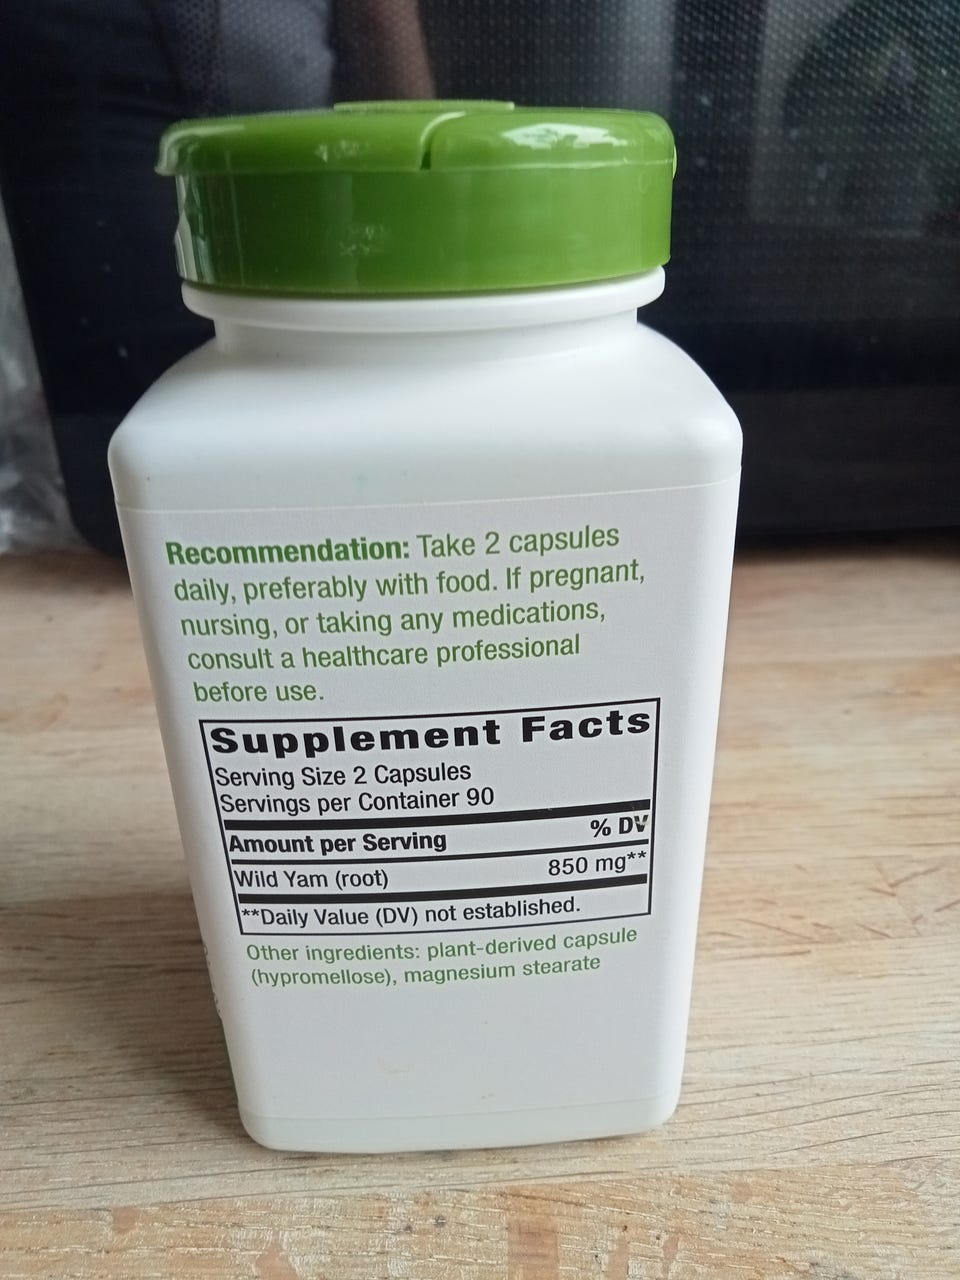 Recommendation: Take 2 capsules
daily, preferably with food. If pregnant,
nursing, or taking any medications,
consult a healthcare professional
before use.
Supplement Facts
Serving Size 2 Capsules
Servings per Container 90
Amount per Serving % DV
Wild Yam (root) 850 mg**
**Daily Value (DV) not established.
Other ingredients: plant-derived capsule
(hypromellose), magnesium stearate